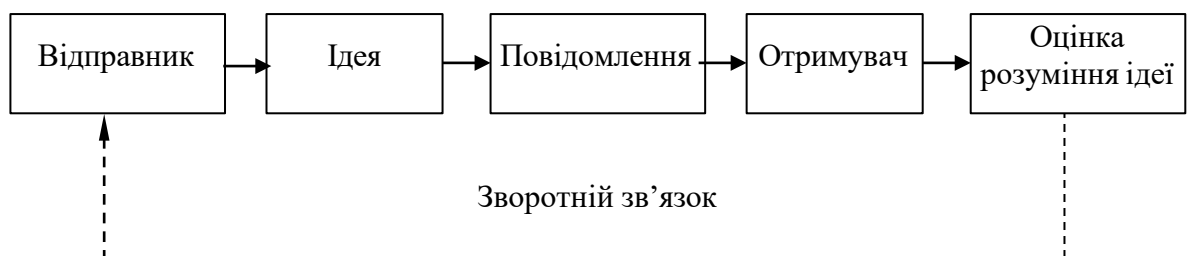 Відправник
Ідея
Повідомлення
Отримувач
Оцінка
розуміння ідеї
Зворотній зв’язок